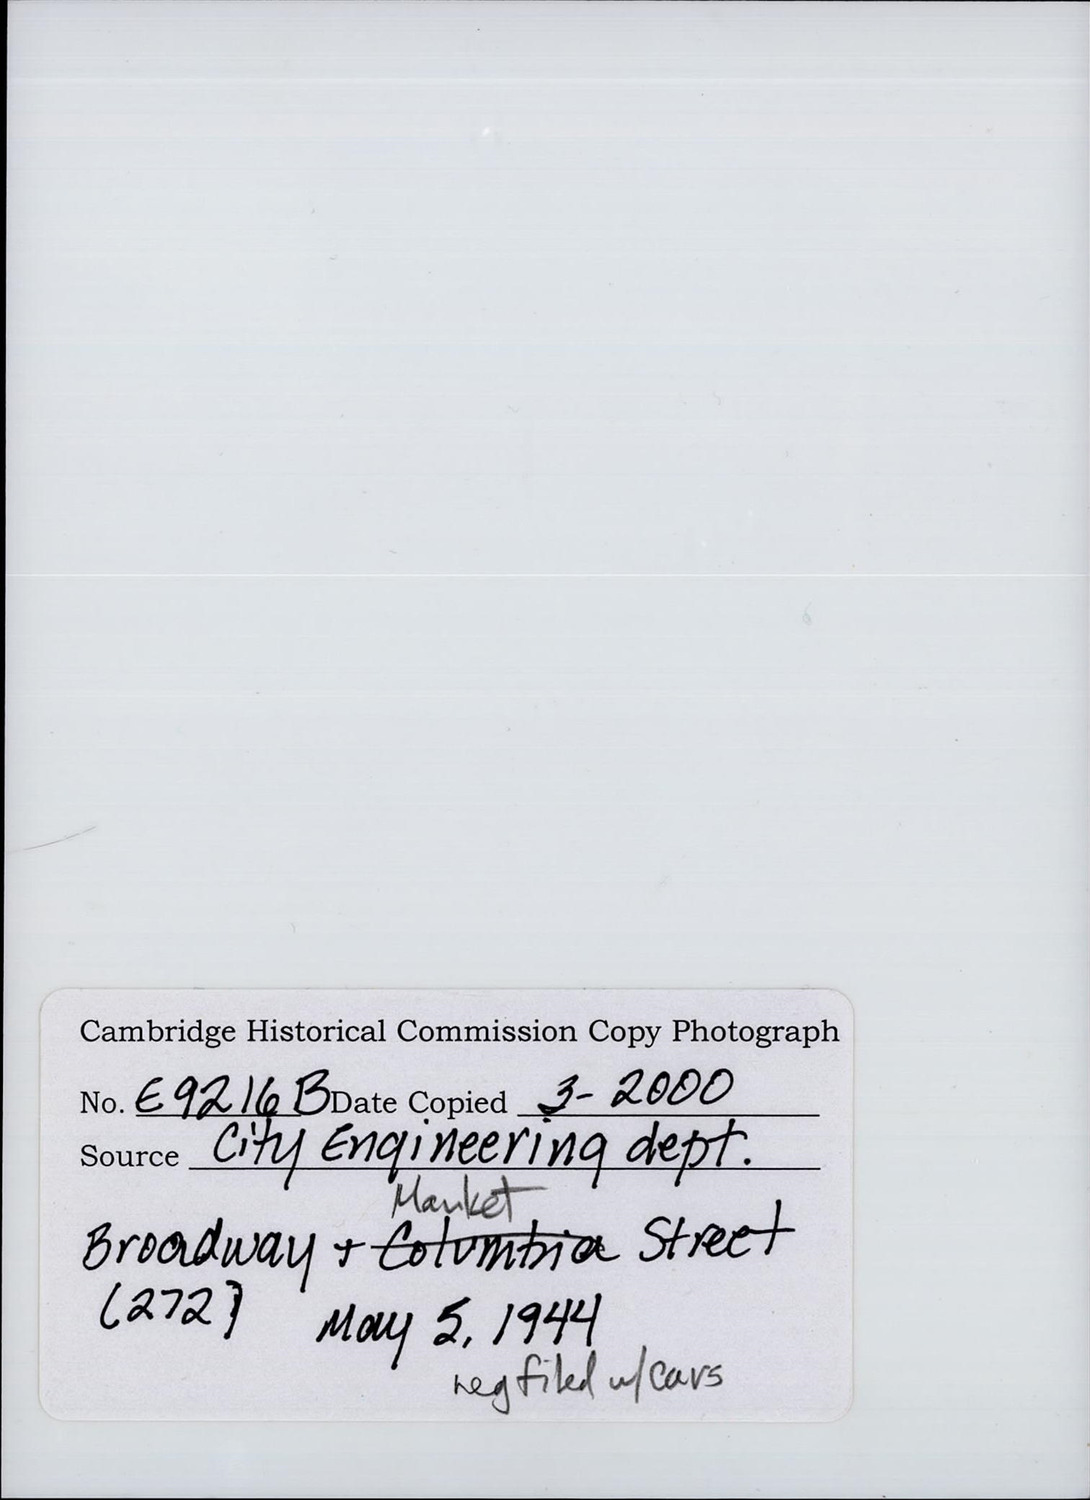 Cambridge Historical Commission Copy Photograph
No. E9216 B Date Copied 3-2000
Source City Engineering dept.
Market
Broadway + Columbia Street
(272) May 5, 1944
neg filed w/ cars